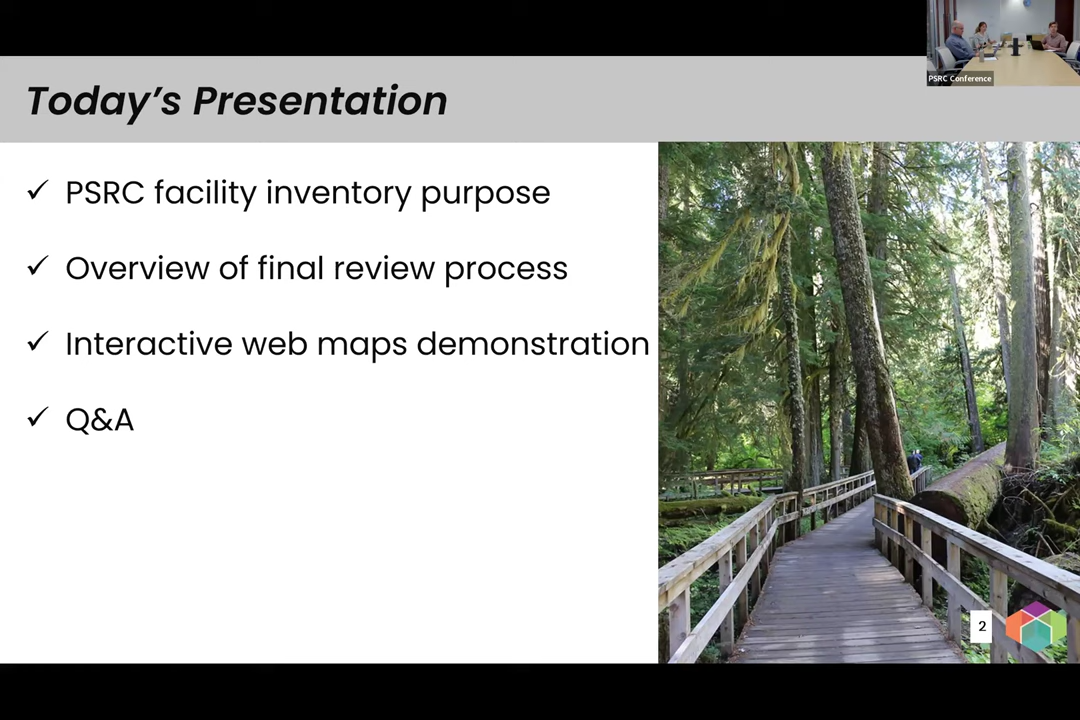 PSRC Conference
Today's Presentation
✓ PSRC facility inventory purpose
✓ Overview of final review process
✓ Interactive web maps demonstration
✓ Q&A
2